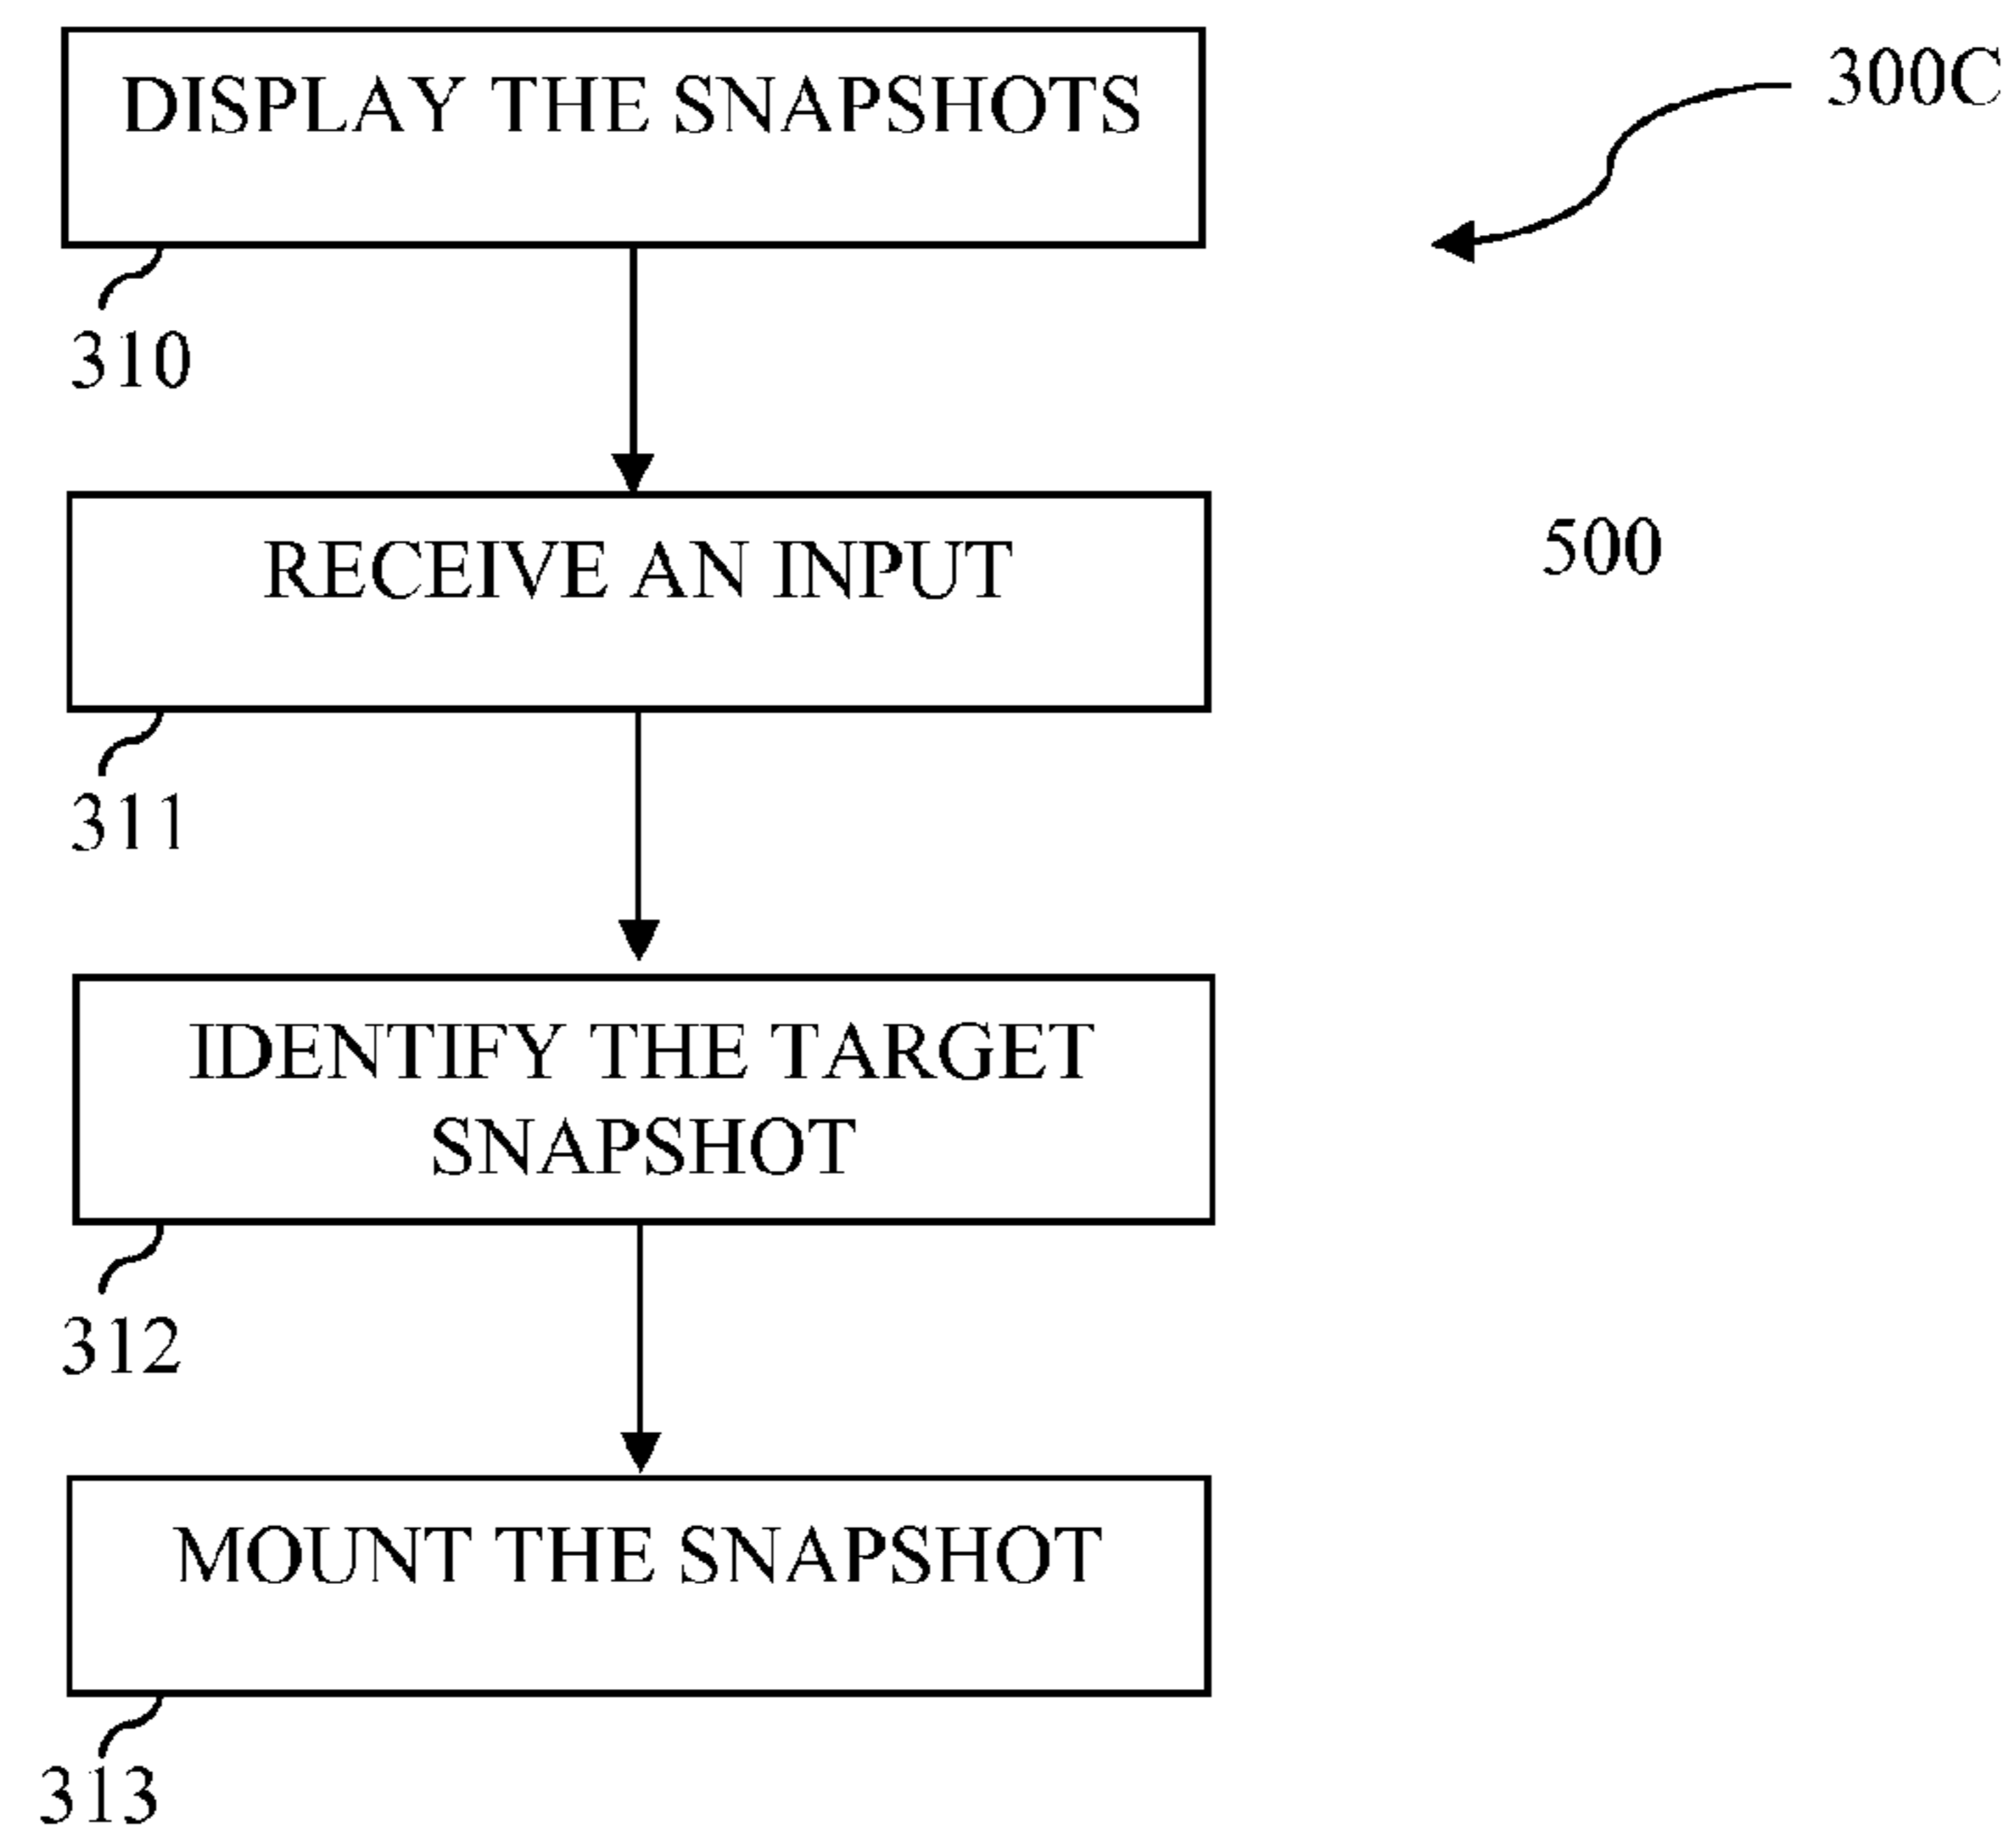 DISPLAY THE SNAPSHOTS
300C
310
RECEIVE AN INPUT
500
311
IDENTIFY THE TARGET
SNAPSHOT
312
MOUNT THE SNAPSHOT
313